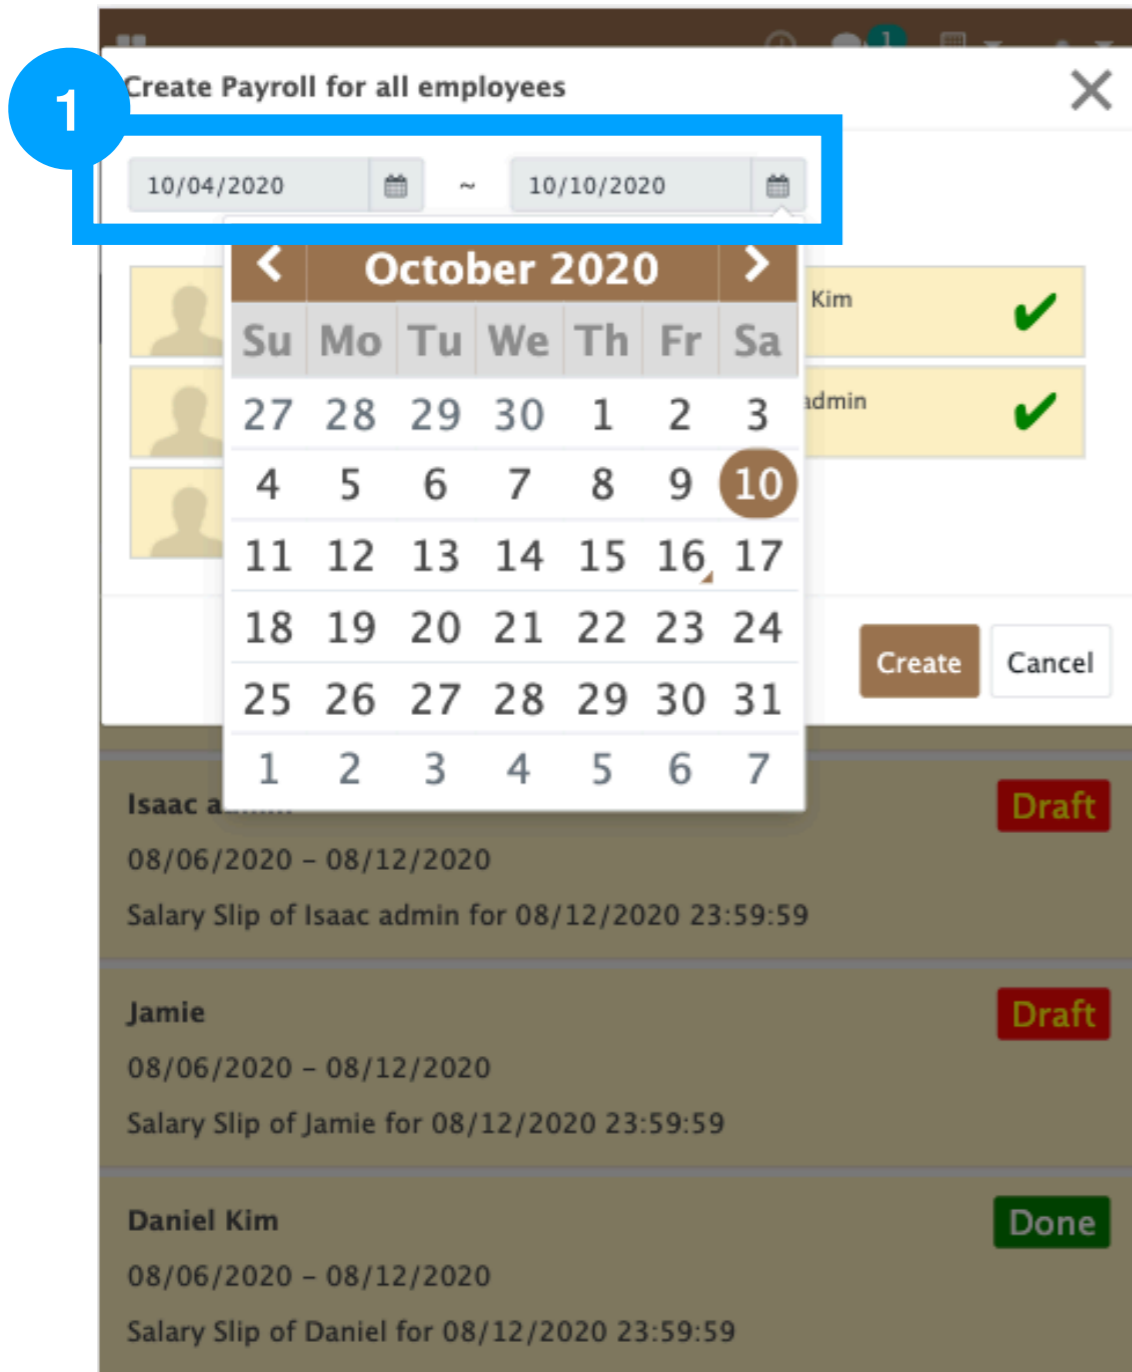 1
1
Create Payroll for all employees
10/04/2020 ~ 10/10/2020
October 2020
Su Mo Tu We Th Fr Sa
27 28 29 30 1 2 3
4 5 6 7 8 9 10
11 12 13 14 15 16 17
18 19 20 21 22 23 24
25 26 27 28 29 30 31
1 2 3 4 5 6 7
Kim
admin
Create Cancel
Isaac Draft
08/06/2020 – 08/12/2020
Salary Slip of Isaac admin for 08/12/2020 23:59:59
Jamie Draft
08/06/2020 – 08/12/2020
Salary Slip of Jamie for 08/12/2020 23:59:59
Daniel Kim Done
08/06/2020 – 08/12/2020
Salary Slip of Daniel for 08/12/2020 23:59:59